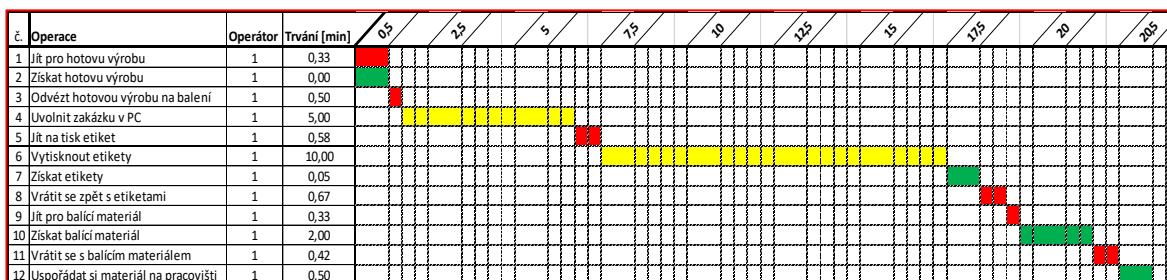 č. Operace Operátor Trvání [min] 0,5 2,5 5 7,5 10 12,5 15 17,5 20 20,5
1 Jít pro hotovu výrobu 1 0,33
2 Získat hotovu výrobu 1 0,00
3 Odvézt hotovou výrobu na balení 1 0,50
4 Uvolnit zakázku v PC 1 5,00
5 Jít na tisk etiket 1 0,58
6 Vytisknout etikety 1 10,00
7 Získat etikety 1 0,05
8 Vrátit se zpět s etiketami 1 0,67
9 Jít pro balící materiál 1 0,33
10 Získat balící materiál 1 2,00
11 Vrátit se s balícím materiálem 1 0,42
12 Uspořádat si materiál na pracovišti 1 0,50